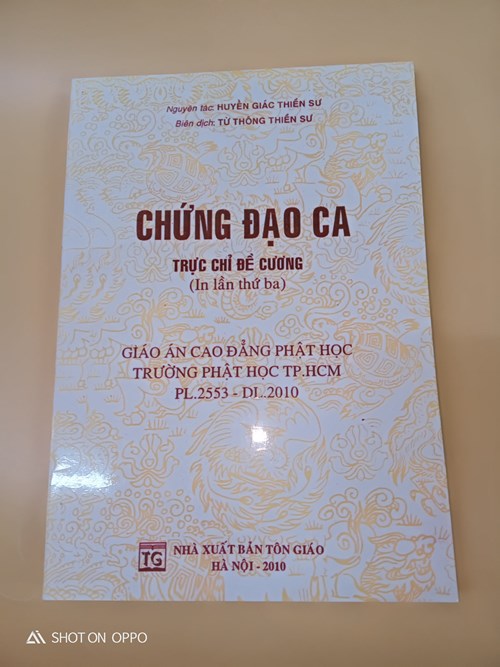 Nguyên tác: HUYỀN GIÁC THIỀN SƯ
Biên dịch: TỪ THÔNG THIỀN SƯ
CHỨNG ĐẠO CA
TRỰC CHỈ ĐỀ CƯƠNG
(In lần thứ ba)
GIÁO ÁN CAO ĐẲNG PHẬT HỌC
TRƯỜNG PHẬT HỌC TP.HCM
PL.2553 - DL.2010
TG
NHÀ XUẤT BẢN TÔN GIÁO
HÀ NỘI - 2010
SHOT ON OPPO